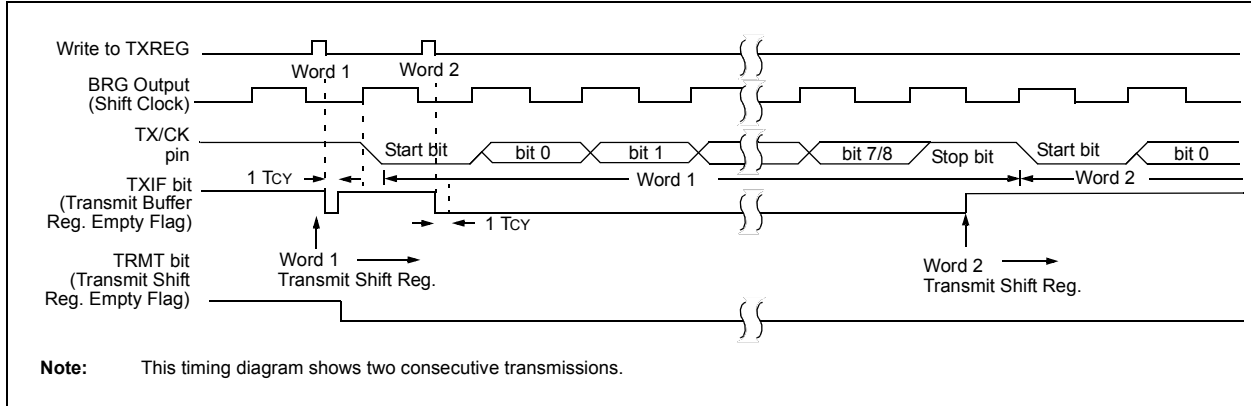 Write to TXREG
Word 1
Word 2
BRG Output
(Shift Clock)
TX/CK
pin
Start bit
bit 0
bit 1
bit 7/8
Stop bit
Start bit
bit 0
1 TCY
Word 1
Word 2
TXIF bit
(Transmit Buffer
Reg. Empty Flag)
1 TCY
Word 1
Transmit Shift Reg.
Word 2
Transmit Shift Reg.
TRMT bit
(Transmit Shift
Reg. Empty Flag)
Note: This timing diagram shows two consecutive transmissions.